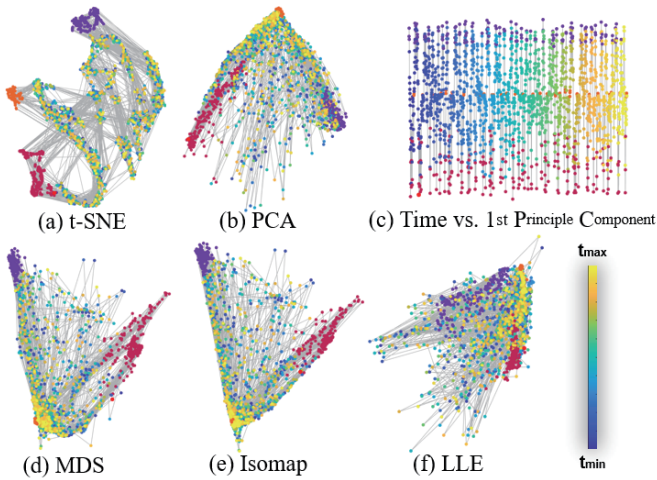 (a) t-SNE
(b) PCA
(c) Time vs. 1st Principle Component
tmax
tmin
(d) MDS
(e) Isomap
(f) LLE